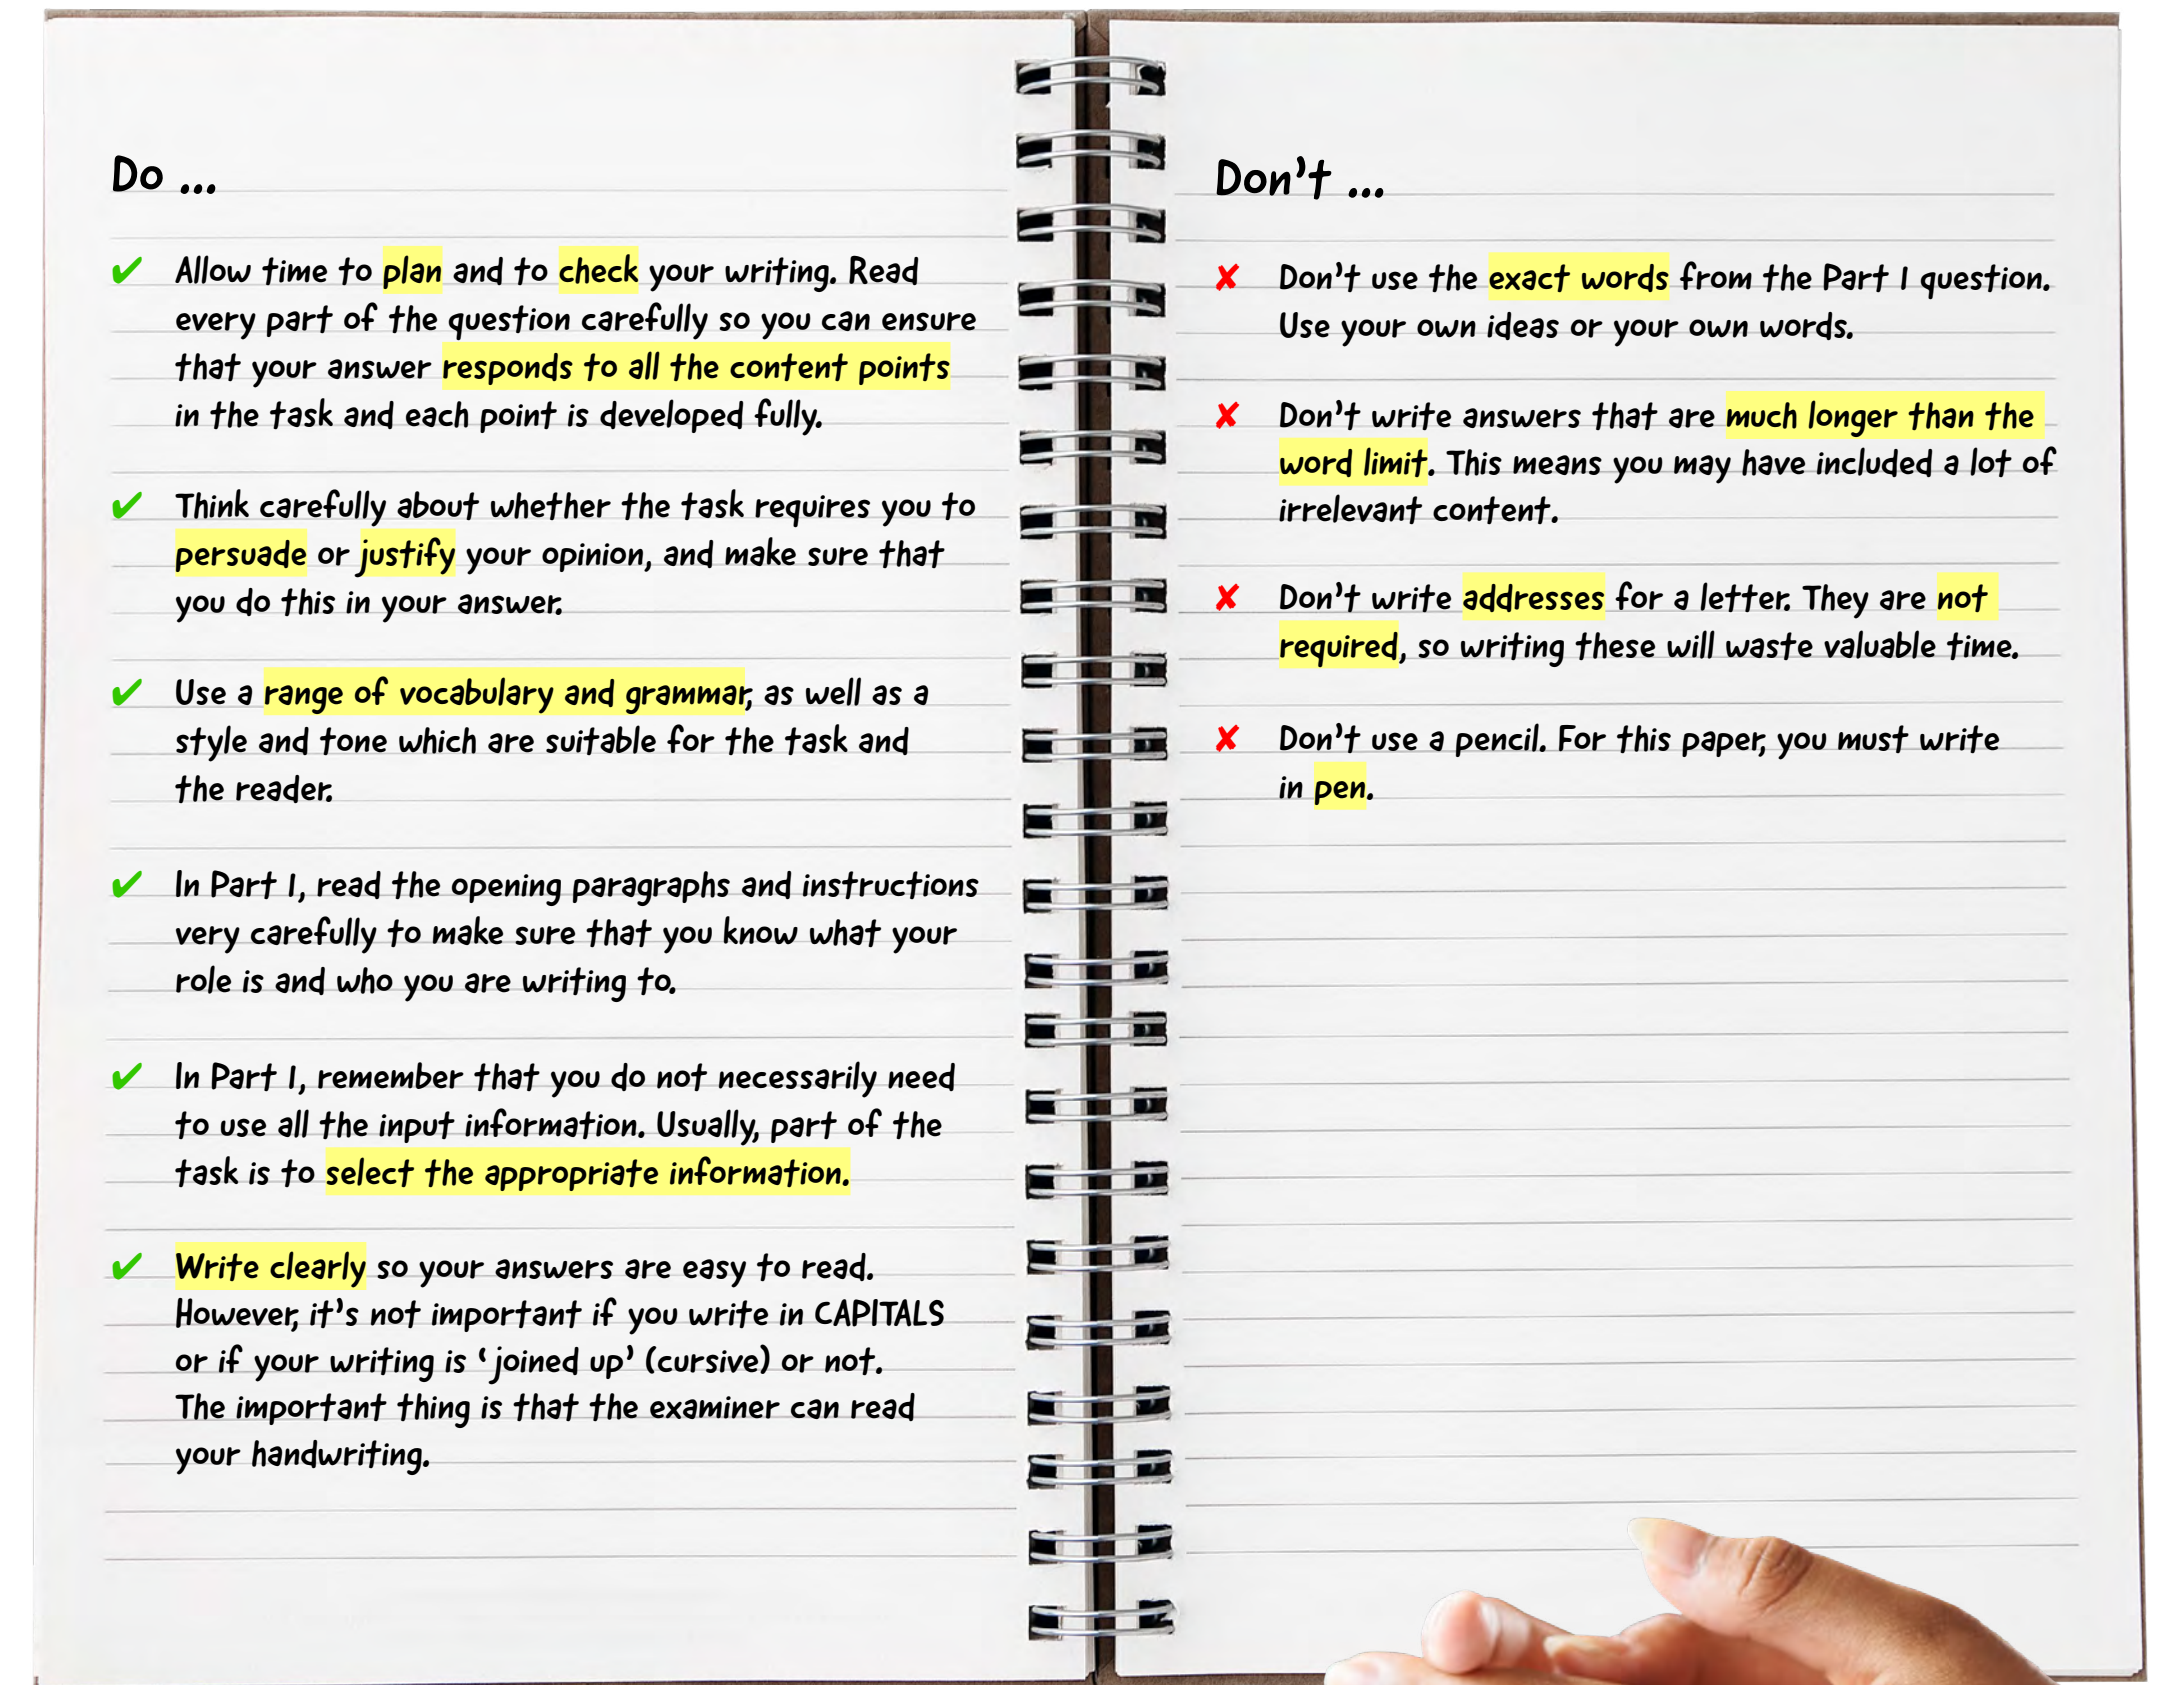 Do ...
✔ Allow time to plan and to check your writing. Read
every part of the question carefully so you can ensure
that your answer responds to all the content points
in the task and each point is developed fully.
✔ Think carefully about whether the task requires you to
persuade or justify your opinion, and make sure that
you do this in your answer.
✔ Use a range of vocabulary and grammar, as well as a
style and tone which are suitable for the task and
the reader.
✔ In Part 1, read the opening paragraphs and instructions
very carefully to make sure that you know what your
role is and who you are writing to.
✔ In Part 1, remember that you do not necessarily need
to use all the input information. Usually, part of the
task is to select the appropriate information.
✔ Write clearly so your answers are easy to read.
However, it's not important if you write in CAPITALS
or if your writing is ‘joined up’ (cursive) or not.
The important thing is that the examiner can read
your handwriting.
Don't ...
✘ Don't use the exact words from the Part 1 question.
Use your own ideas or your own words.
✘ Don't write answers that are much longer than the
word limit. This means you may have included a lot of
irrelevant content.
✘ Don't write addresses for a letter. They are not
required, so writing these will waste valuable time.
✘ Don't use a pencil. For this paper, you must write
in pen.